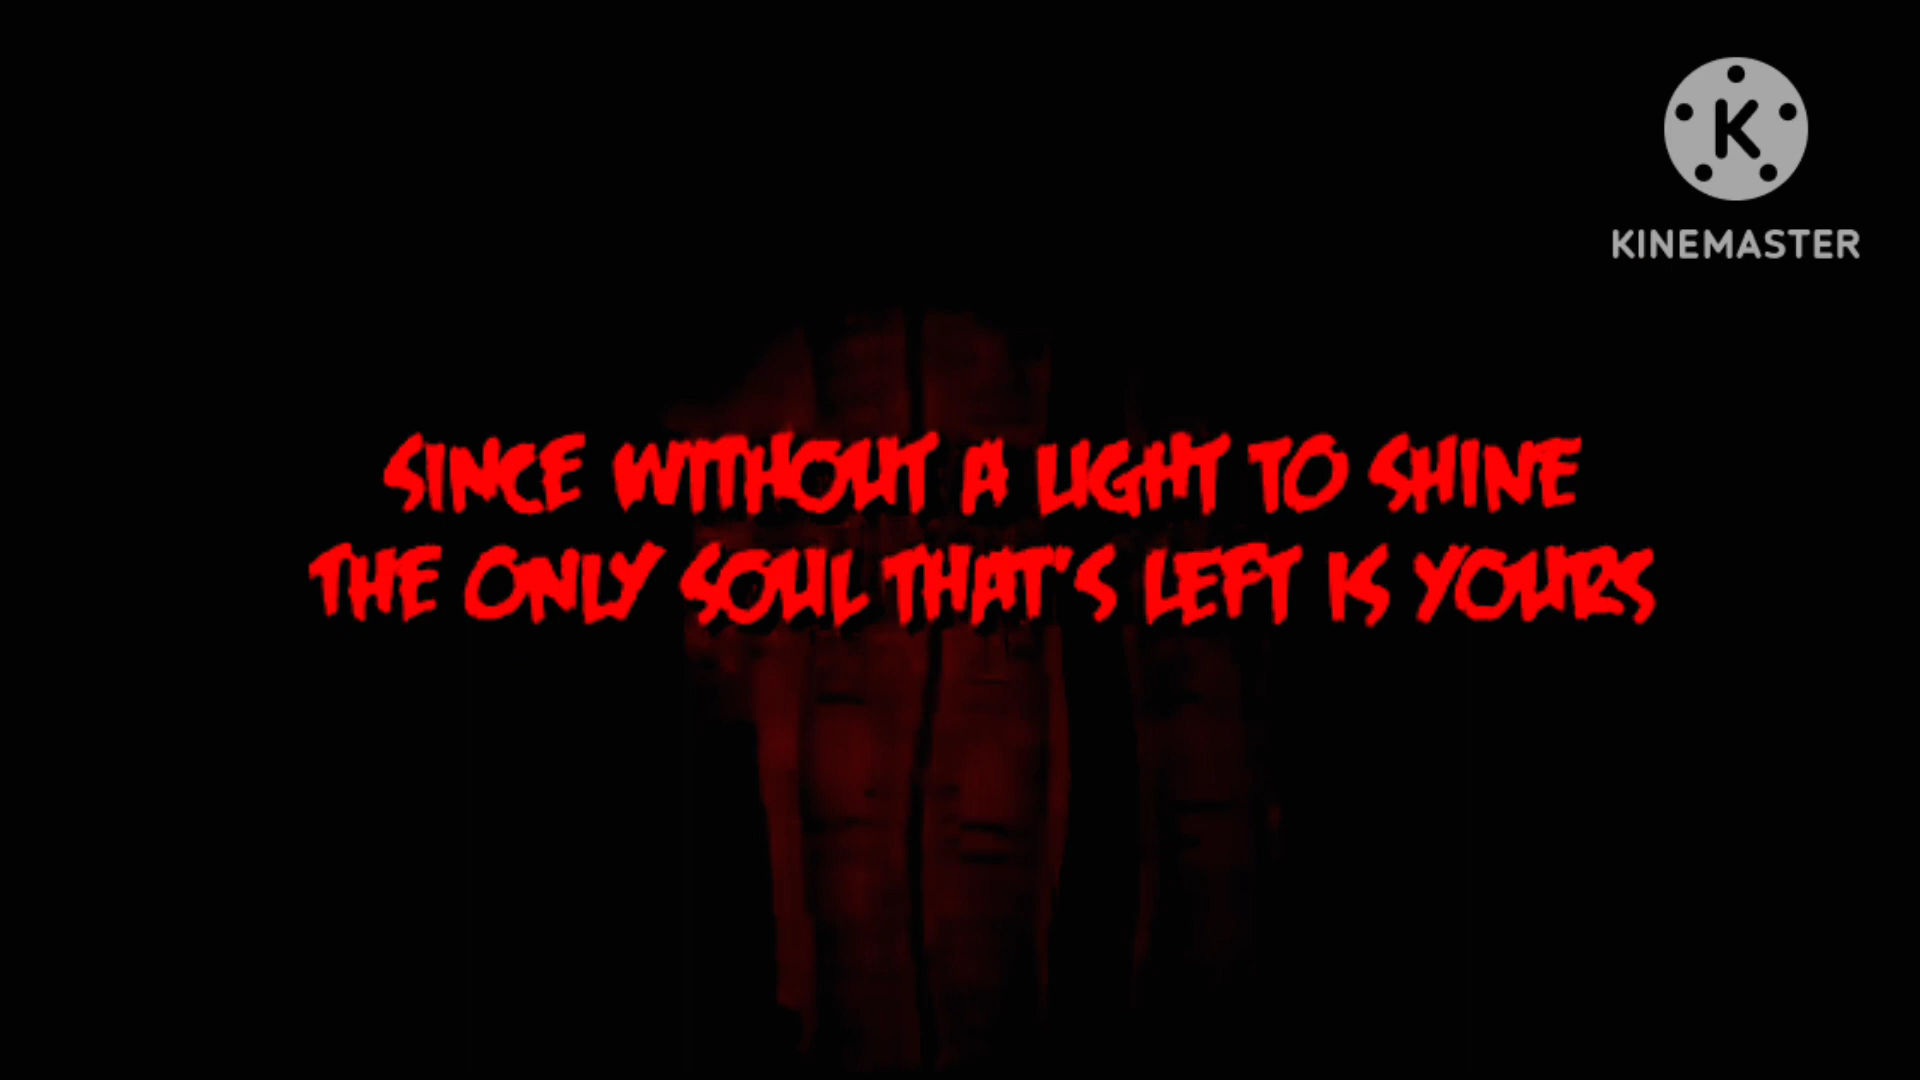 K
KINEMASTER
SINCE WITHOUT A LIGHT TO SHINE
THE ONLY SOUL THAT'S LEFT IS YOURS